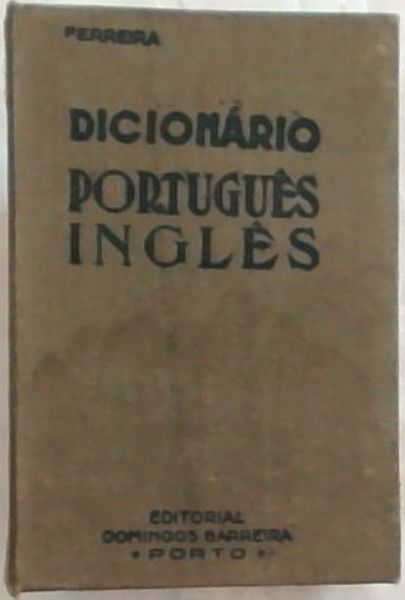 FERREIRA
DICIONÁRIO
PORTUGUÊS
INGLÊS
EDITORIAL
DOMINGOS BARREIRA
• PORTO •